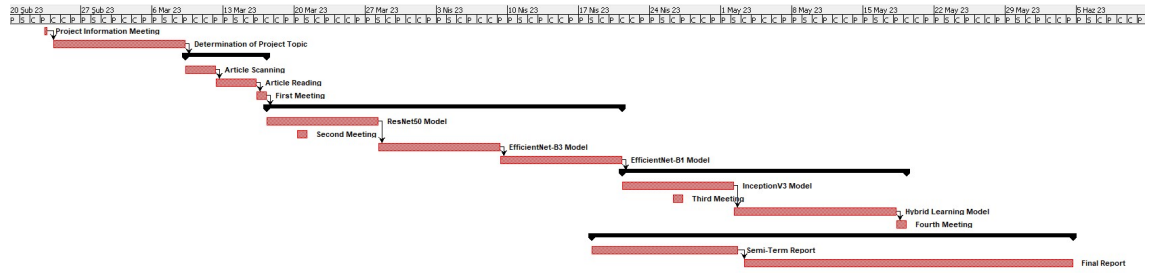 20 Şub 23 27 Şub 23 6 Mar 23 13 Mar 23 20 Mar 23 27 Mar 23 3 Nis 23 10 Nis 23 17 Nis 23 24 Nis 23 1 May 23 8 May 23 15 May 23 22 May 23 29 May 23 5 Haz 23
P S C P C C P P S C P C C P P S C P C C P P S C P C C P P S C P C C P P S C P C C P P S C P C C P P S C P C C P P S C P C C P P S C P C C P P S C P C C P P S C P C C P P S C P C C P P S C P C C P P S C P C C P P S C P C C P
Project Information Meeting
Determination of Project Topic
Article Scanning
Article Reading
First Meeting
ResNet50 Model
Second Meeting
EfficientNet-B3 Model
EfficientNet-B1 Model
InceptionV3 Model
Third Meeting
Hybrid Learning Model
Fourth Meeting
Semi-Term Report
Final Report